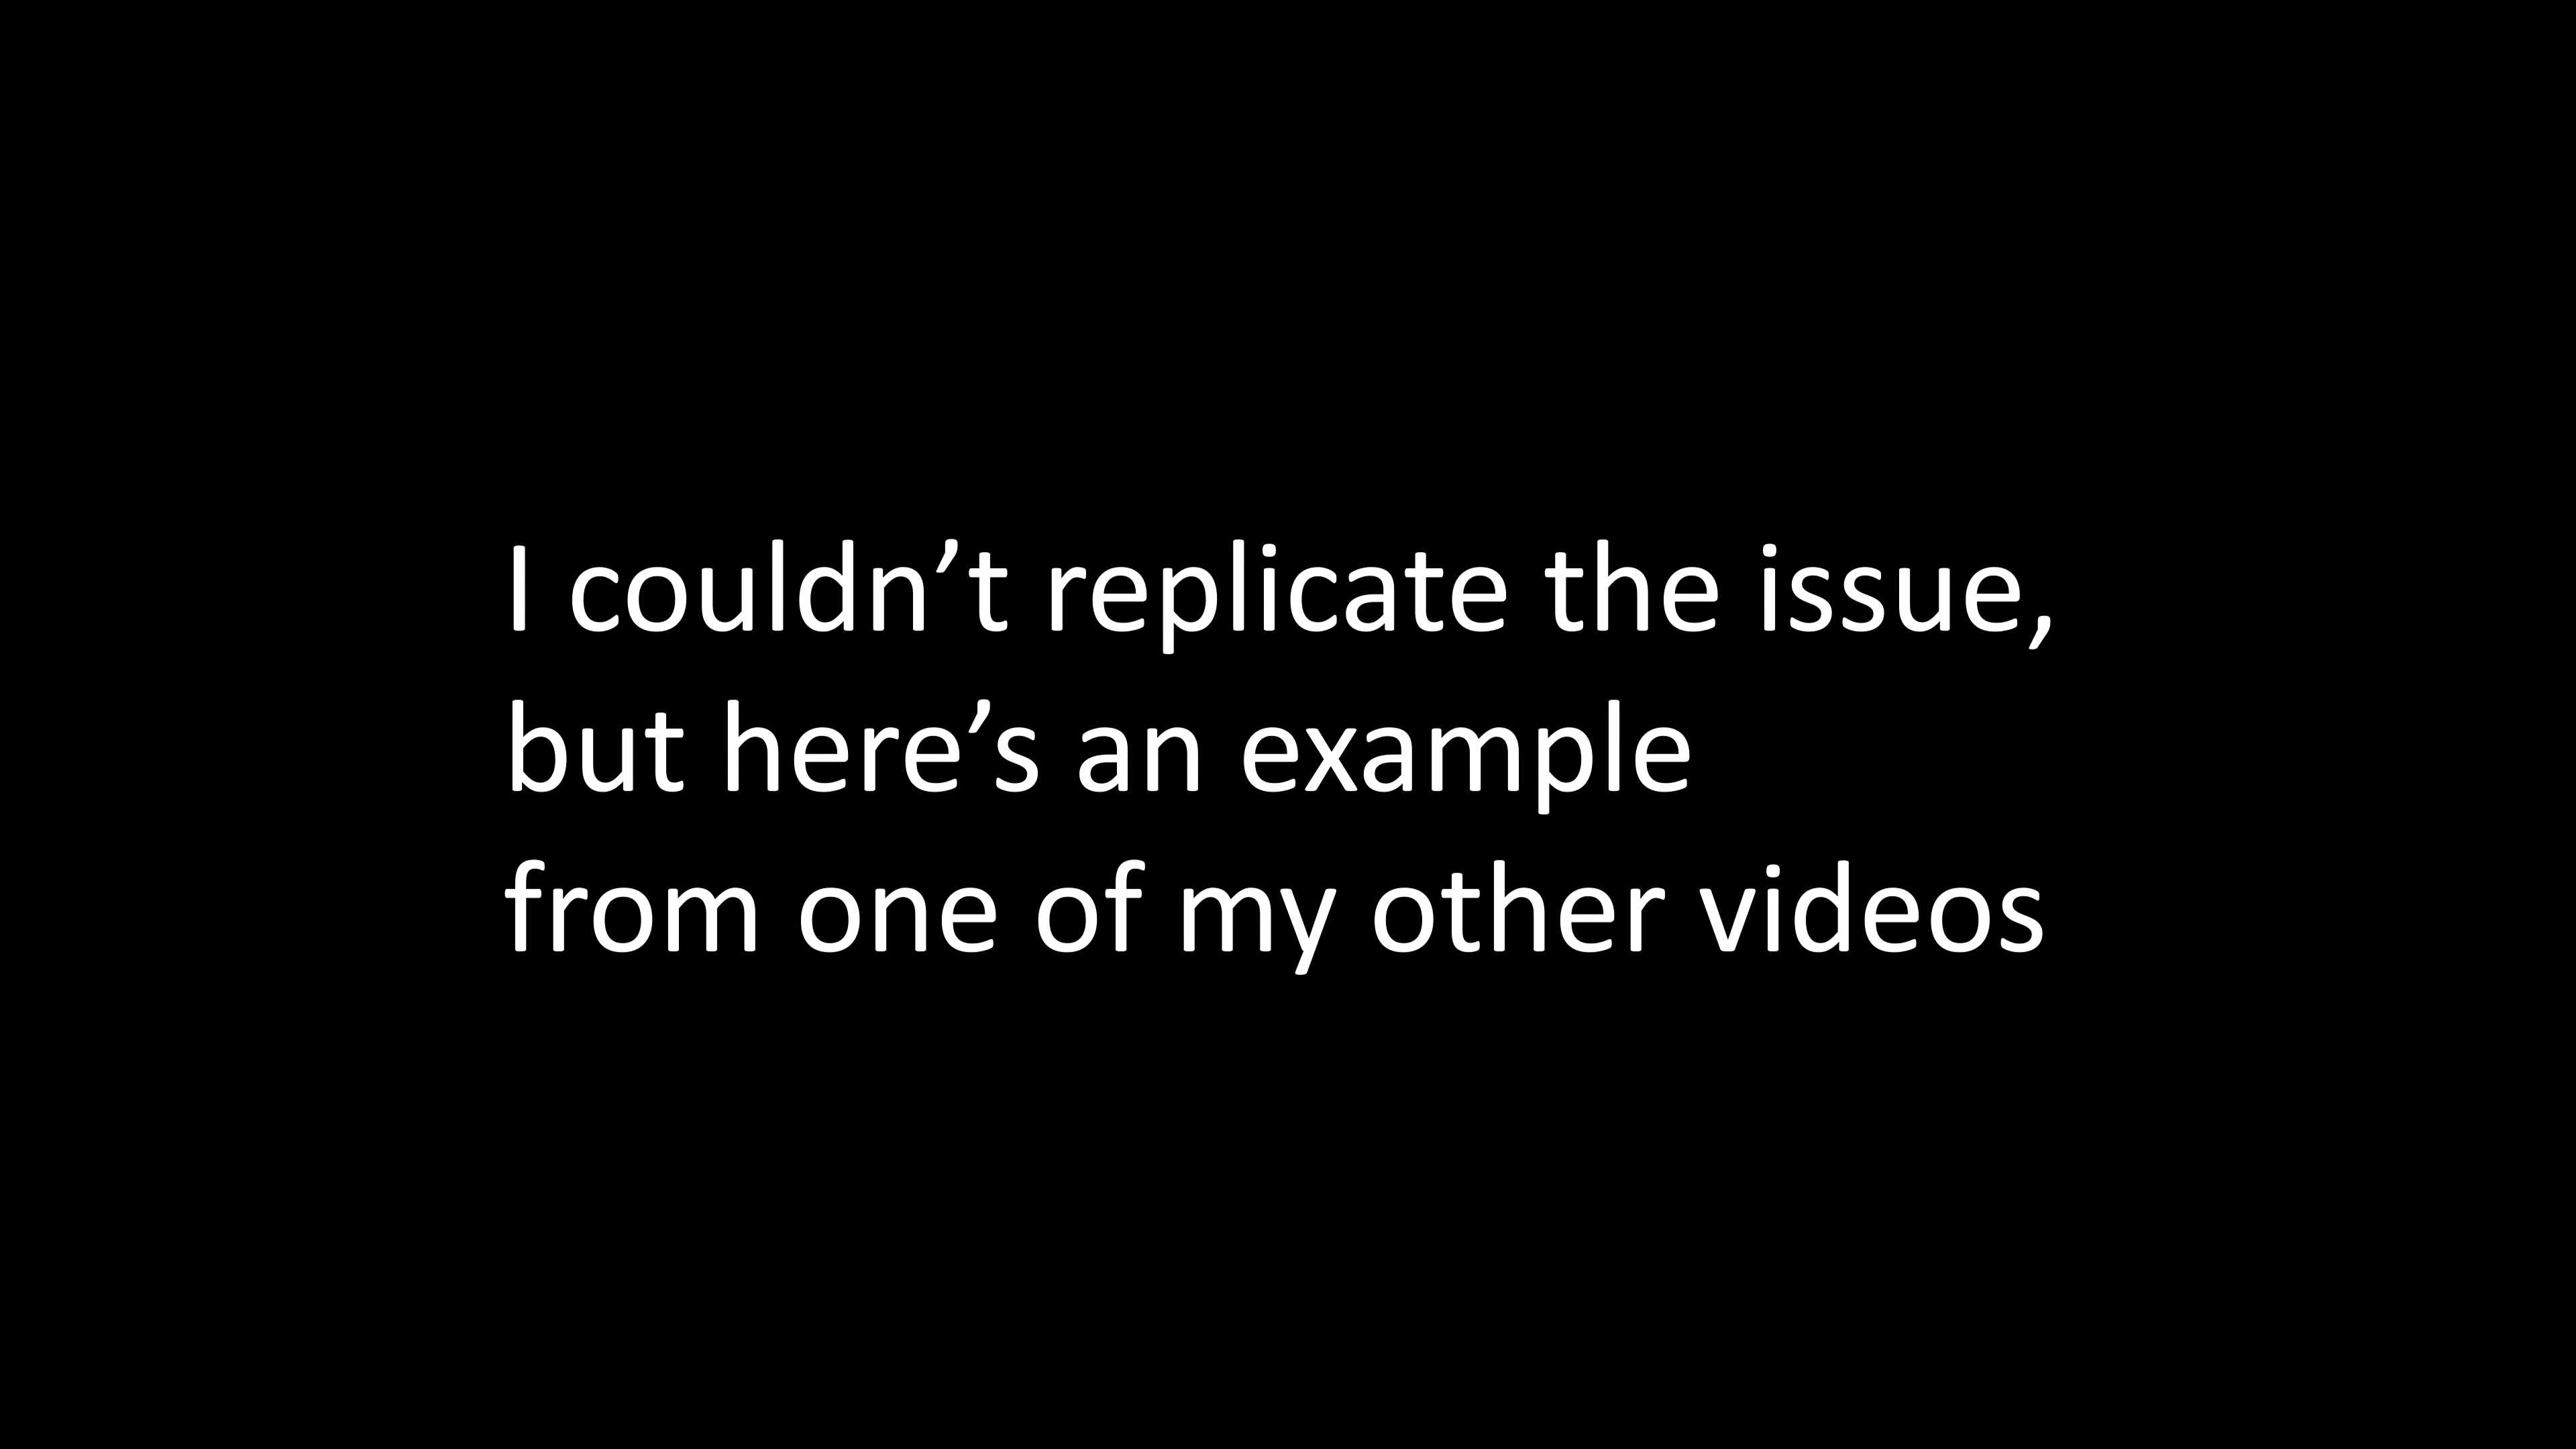 I couldn’t replicate the issue,
but here’s an example
from one of my other videos